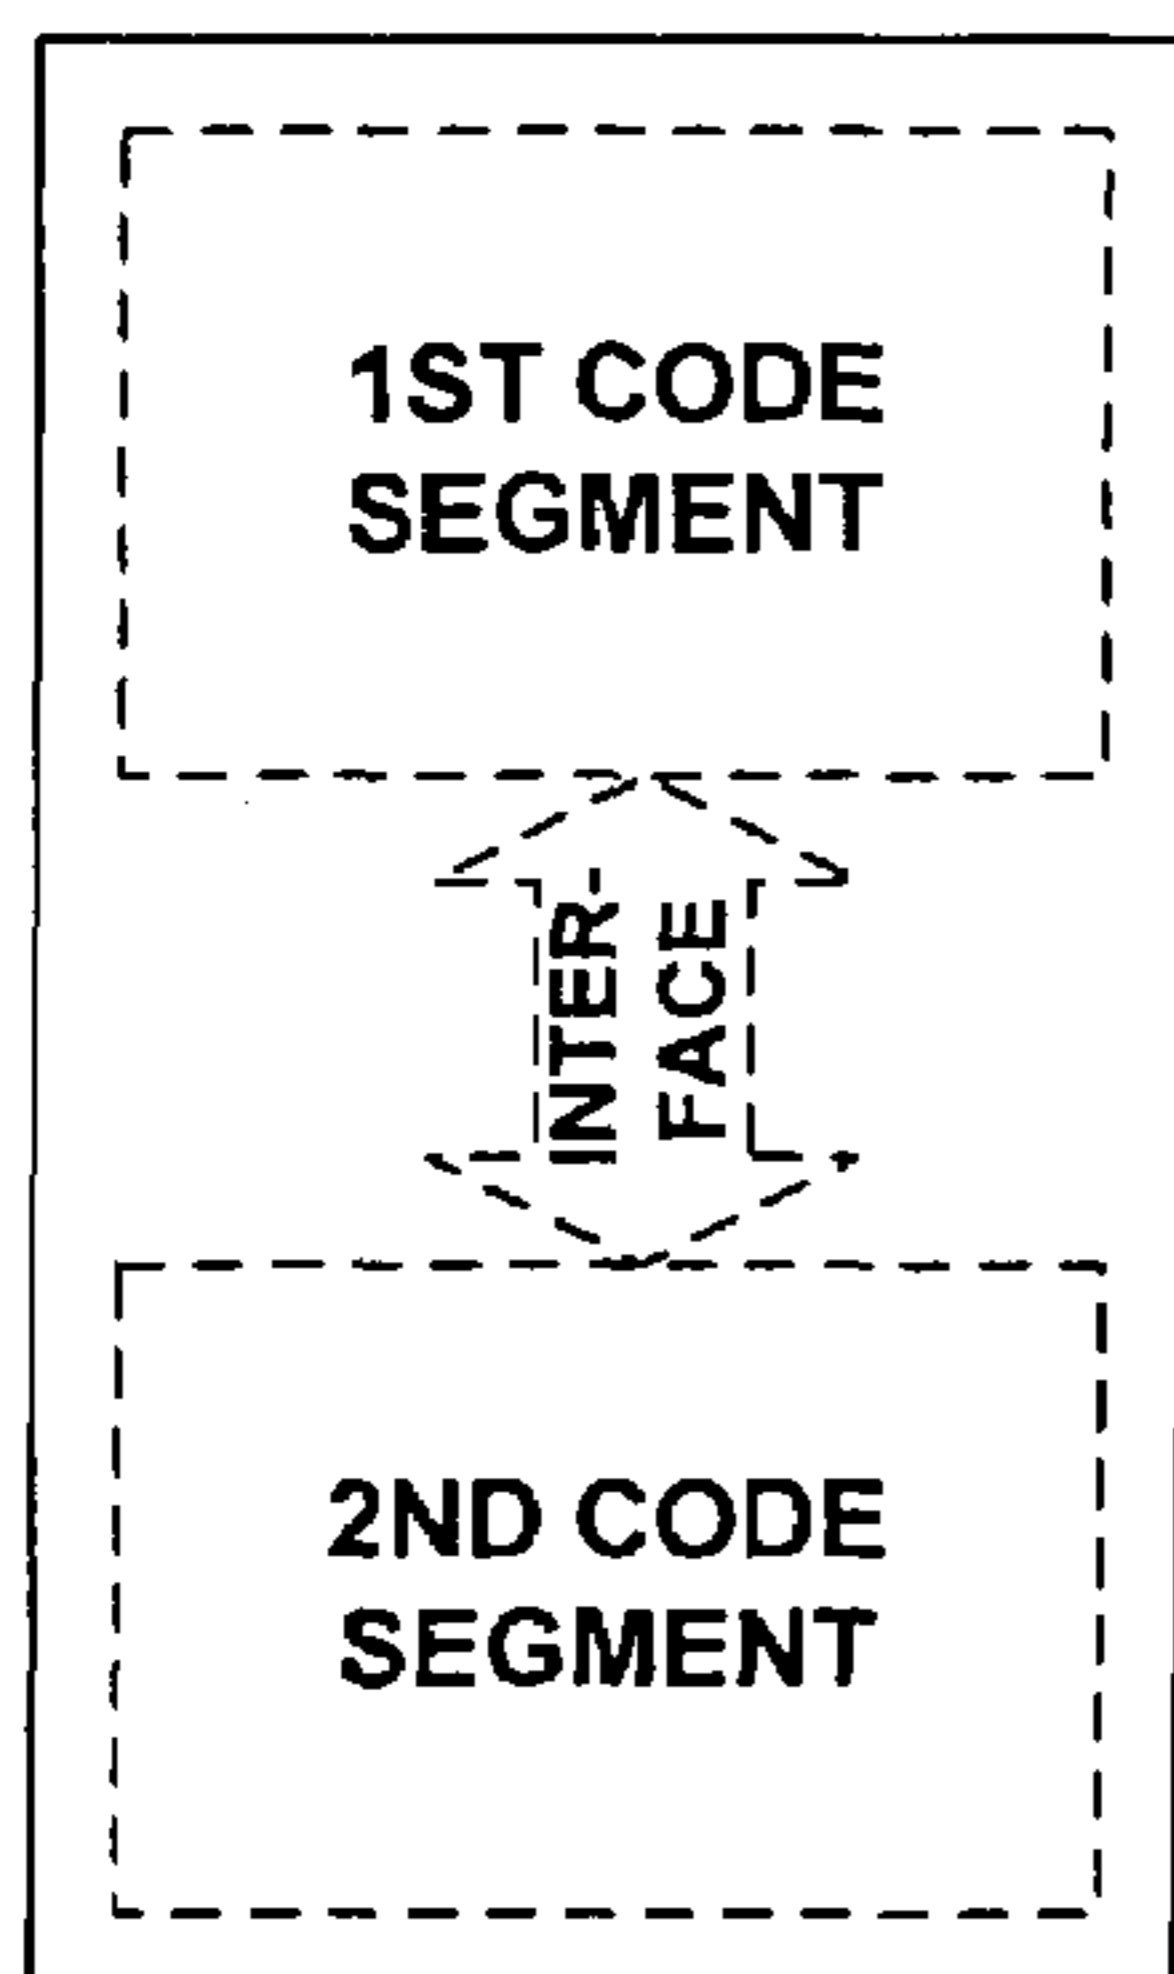 1ST CODE
SEGMENT
INTER-
FACE
2ND CODE
SEGMENT